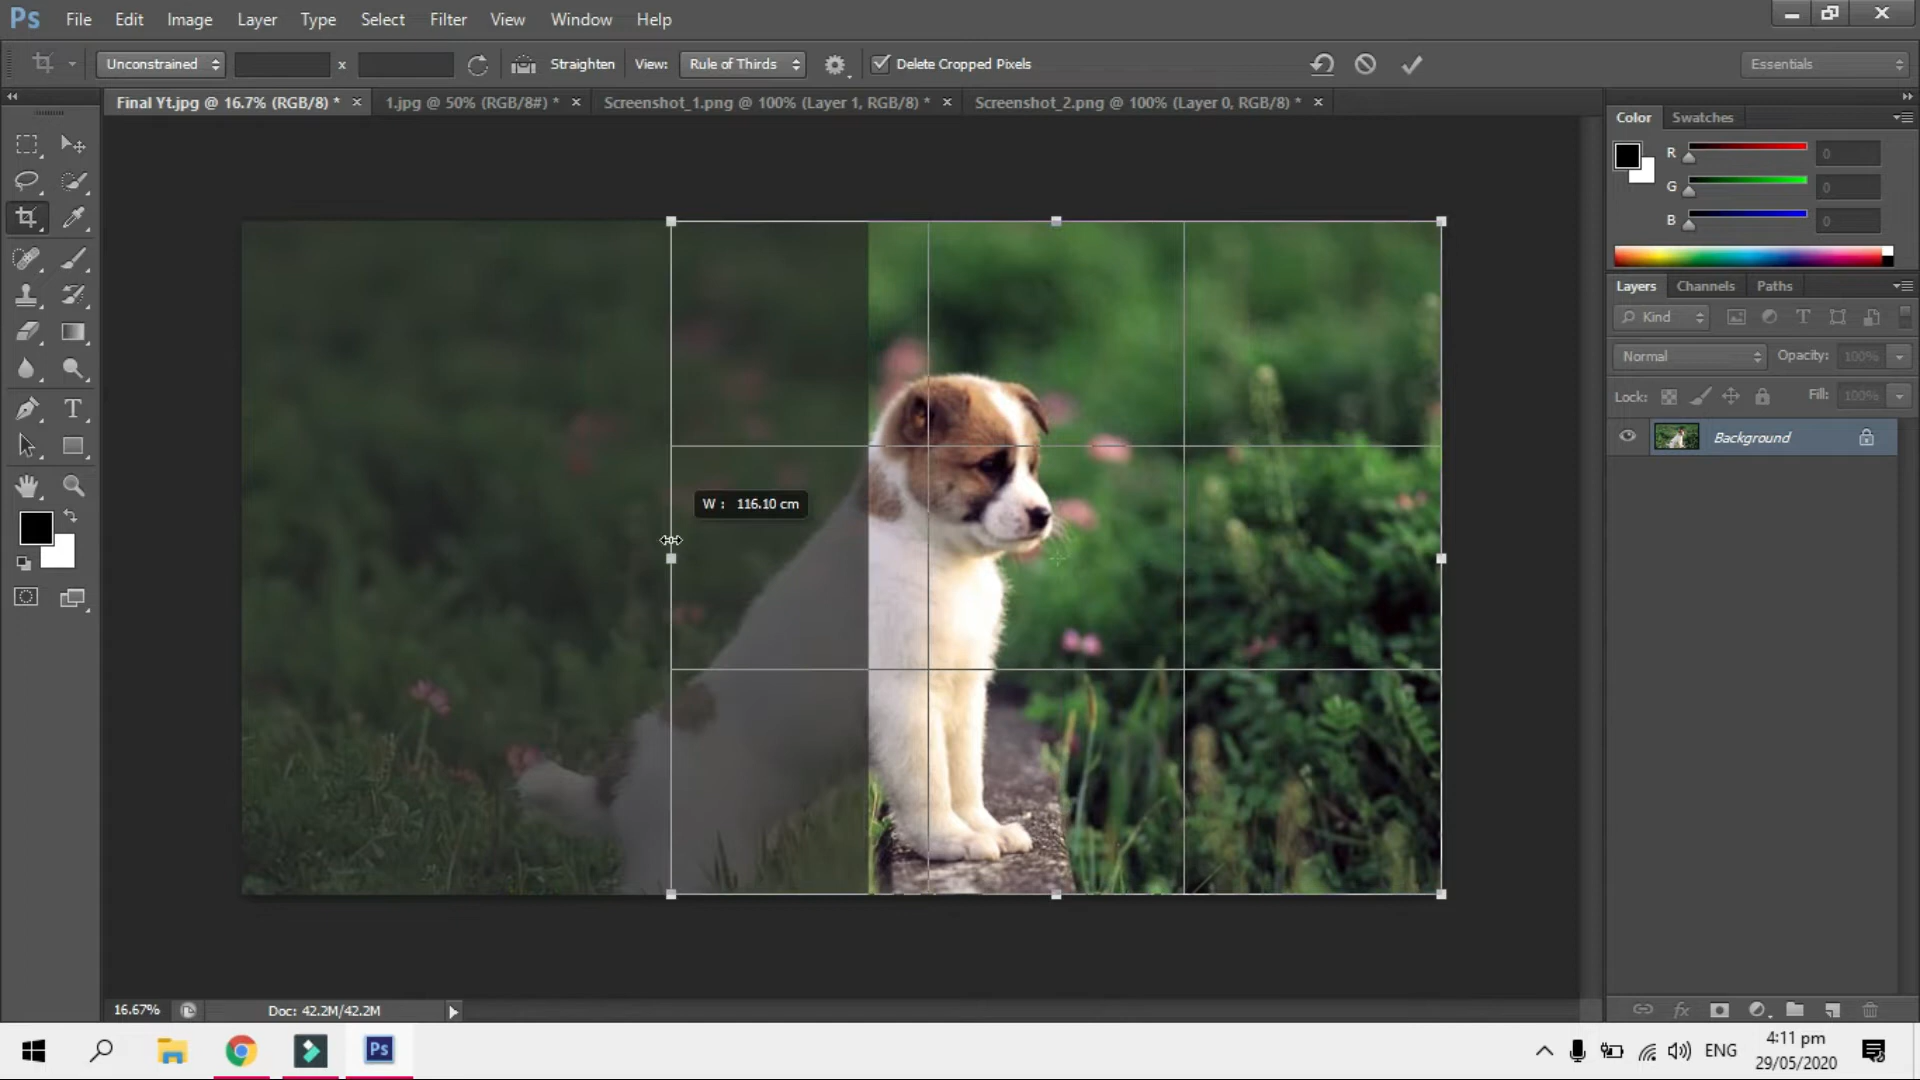 Ps File Edit Image Layer Type Select Filter View Window Help
Unconstrained x Straighten View: Rule of Thirds Delete Cropped Pixels Essentials
Final Yt.jpg @ 16.7% (RGB/8) * × 1.jpg @ 50% (RGB/8#) * × Screenshot_1.png @ 100% (Layer 1, RGB/8) * × Screenshot_2.png @ 100% (Layer 0, RGB/8) * ×
Color Swatches
R 0
G 0
B 0
Layers Channels Paths
Kind T
Normal Opacity: 100%
Lock: Fill: 100%
Background
T
W : 116.10 cm
16.67% Doc: 42.2M/42.2M
fx
Ps ENG 4:11 pm
29/05/2020